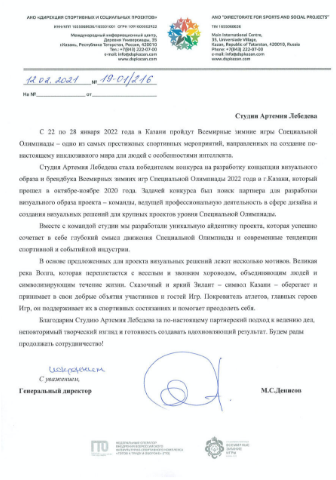 АНО «ДИРЕКЦИЯ СПОРТИВНЫХ И СОЦИАЛЬНЫХ ПРОЕКТОВ»
ANO "DIRECTORATE FOR SPORTS AND SOCIAL PROJECTS"
Международный информационный центр,
Деревня Универсиады, 35
г.Казань, Республика Татарстан, Россия, 420010
Тел.: +7(843) 222-07-00
e-mail: info@dspkazan.com
www.dspkazan.com
Main International Centre,
35, Universiade Village,
Kazan, Republic of Tatarstan, Russia, 420010
Phone: +7(843) 222-07-00
e-mail: info@dspkazan.com
www.dspkazan.com
12.02.2021 № 19-01/216
На № от
Студия Артемия Лебедева
С 22 по 28 января 2022 года в Казани пройдут Всемирные зимние игры Специальной
Олимпиады – одно из самых престижных спортивных мероприятий, направленных на создание по-
настоящему инклюзивного мира для людей с особенностями интеллекта.
Студия Артемия Лебедева стала победителем конкурса на разработку концепции визуаль-
ного образа и брендбука Всемирных зимних игр Специальной Олимпиады 2022 года в г.Казани, который
прошел в октябре-ноябре 2020 года. Задачей конкурса был поиск партнера для разработки
визуального образа проекта – команды, ведущей профессиональную деятельность в сфере дизайна и
создания визуальных решений для крупных проектов уровня Специальной Олимпиады.
Вместе с командой студии мы разработали уникальную айдентику проекта, которая успешно
сочетает в себе глубокий смысл движения Специальной Олимпиады и современные тенденции
спортивной и событийной индустрии.
В основе предложенных для проекта визуальных решений лежат несколько мотивов. Великая
река Волга, которая переплетается с веселым и зимним хороводом, объединяющим людей и
символизирующим течение жизни. Сказочный и яркий Зилант – символ Казани – оберегает и
принимает в свои добрые объятия участников и гостей Игр. Покровитель атлетов, главных героев
Игр, он поддерживает их в спортивных состязаниях и помогает преодолеть себя.
Благодарим Студию Артемия Лебедева за по-настоящему партнерский подход к ведению дел,
неповторимый творческий взгляд и готовность создавать вдохновляющий результат. Будем рады
продолжать сотрудничество!
С уважением,
Генеральный директор
М.С.Денисов
ГТО